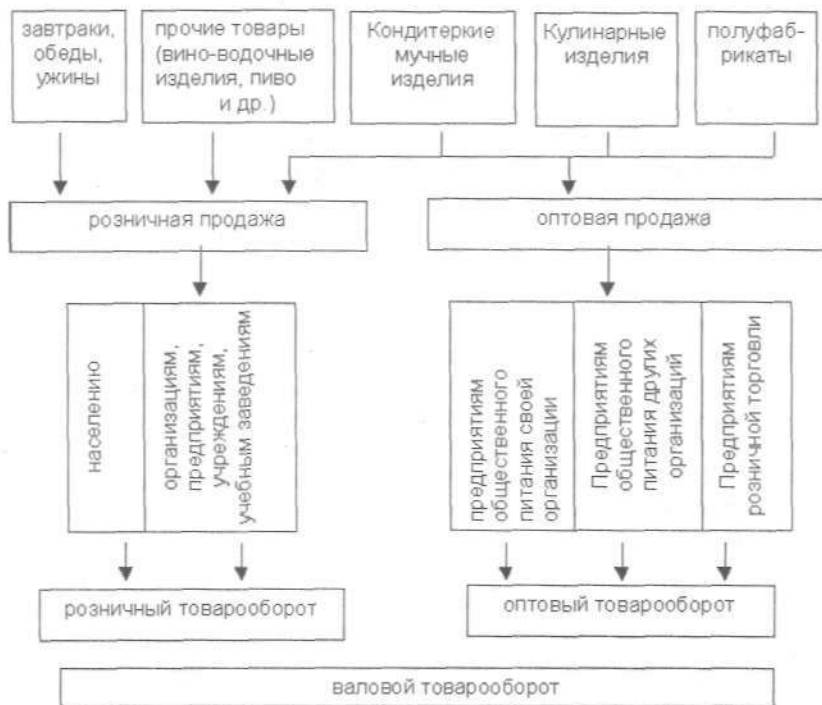 завтраки,
обеды,
ужины
прочие товары
(вино-водочные
изделия, пиво
и др.)
Кондитеркие
мучные
изделия
Кулинарные
изделия
полуфаб-
рикаты
розничная продажа
оптовая продажа
населению
организациям,
предприятиям,
учреждениям,
учебным заведениям
предприятиям
общественного
питания своей
организации
Предприятиям
общественного
питания других
организаций
Предприятиям
розничной торговли
розничный товарооборот
оптовый товарооборот
валовой товарооборот